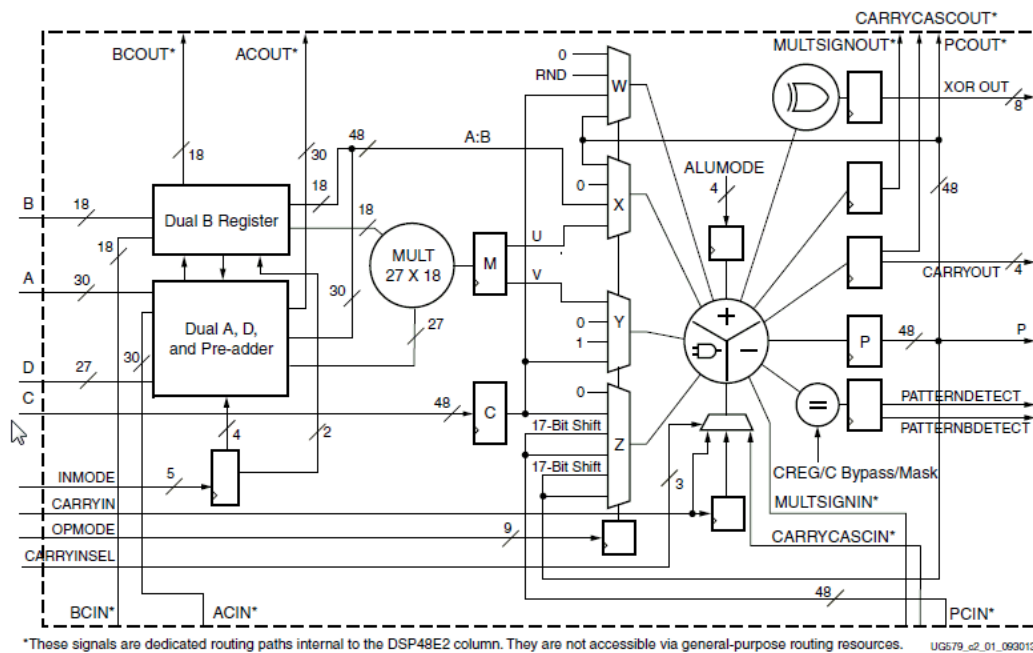 CARRYCASCOUT*
BCOUT*
ACOUT*
MULTSIGNOUT*
PCOUT*
0
RND
W
XOR OUT
8
18
30
48
A:B
ALUMODE
4
48
B
18
Dual B Register
18
18
18
0
X
MULT
27 X 18
M
U
V
CARRYOUT
4
A
30
30
27
Dual A, D,
and Pre-adder
30
D
27
0
1
Y
+
−
P
48
P
C
48
C
0
17-Bit Shift
17-Bit Shift
Z
=
PATTERNDETECT
PATTERNBDETECT
4
2
3
CREG/C Bypass/Mask
INMODE
5
CARRYIN
MULTSIGNIN*
OPMODE
9
CARRYCASCIN*
CARRYINSEL
48
BCIN*
ACIN*
PCIN*
*These signals are dedicated routing paths internal to the DSP48E2 column. They are not accessible via general-purpose routing resources.